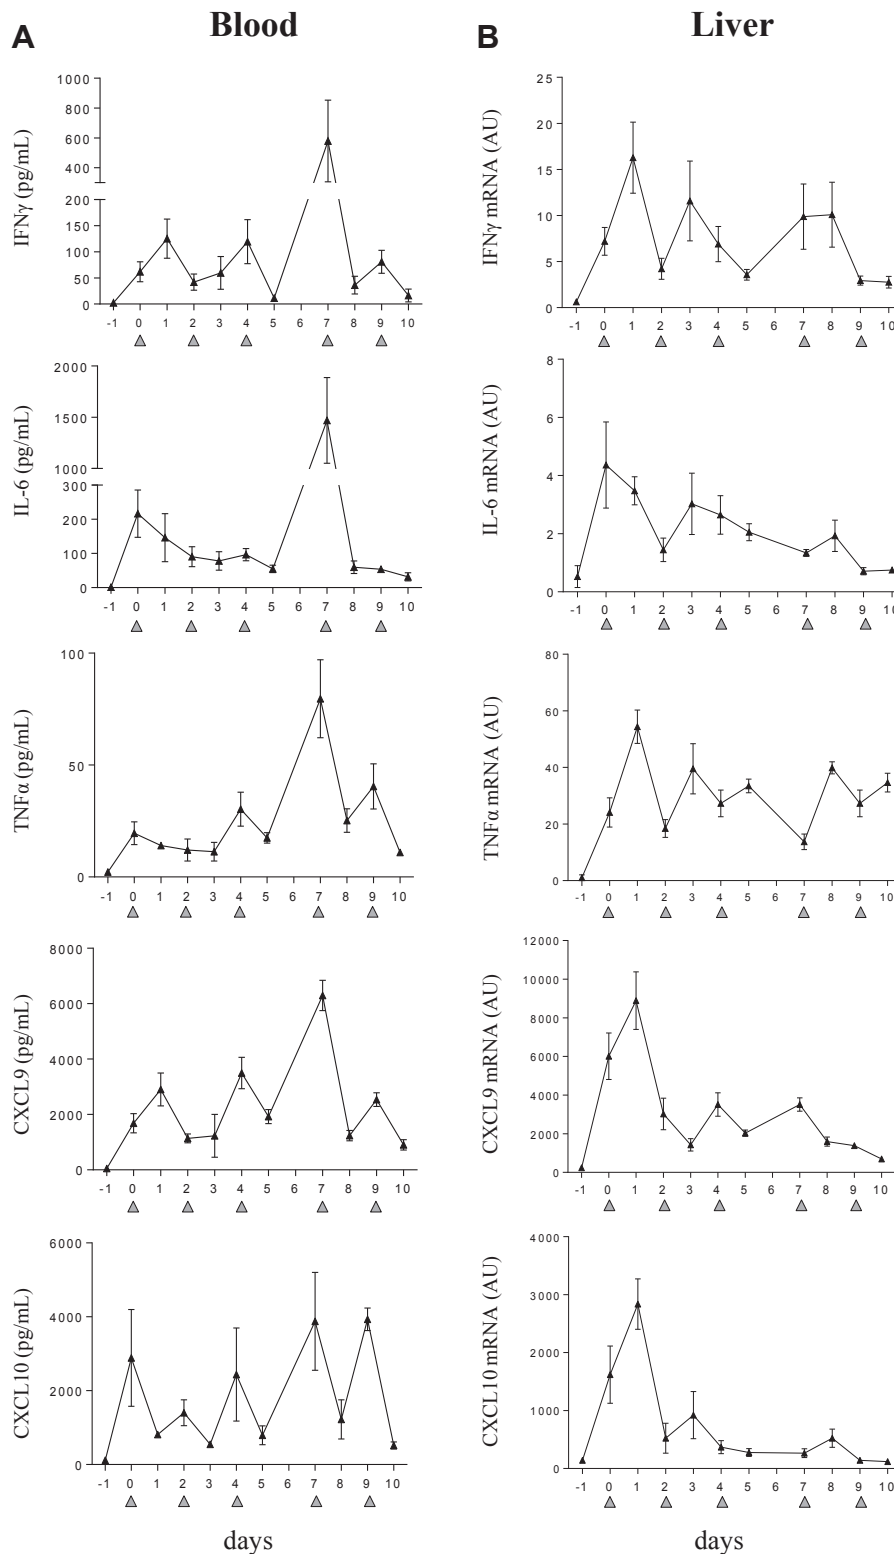 A Blood
B Liver
IFNγ (pg/mL)
1000
800
600
400
200
150
100
50
0
-1 0 1 2 3 4 5 6 7 8 9 10
IFNγ mRNA (AU)
25
20
15
10
5
0
-1 0 1 2 3 4 5 6 7 8 9 10
IL-6 (pg/mL)
2000
1500
1000
300
200
100
0
-1 0 1 2 3 4 5 6 7 8 9 10
IL-6 mRNA (AU)
8
6
4
2
0
-1 0 1 2 3 4 5 6 7 8 9 10
TNFα (pg/mL)
100
50
0
-1 0 1 2 3 4 5 6 7 8 9 10
TNFα mRNA (AU)
80
60
40
20
0
-1 0 1 2 3 4 5 6 7 8 9 10
CXCL9 (pg/mL)
8000
6000
4000
2000
0
-1 0 1 2 3 4 5 6 7 8 9 10
CXCL9 mRNA (AU)
12000
10000
8000
6000
4000
2000
0
-1 0 1 2 3 4 5 6 7 8 9 10
CXCL10 (pg/mL)
6000
4000
2000
0
-1 0 1 2 3 4 5 6 7 8 9 10
days
CXCL10 mRNA (AU)
4000
3000
2000
1000
0
-1 0 1 2 3 4 5 6 7 8 9 10
days